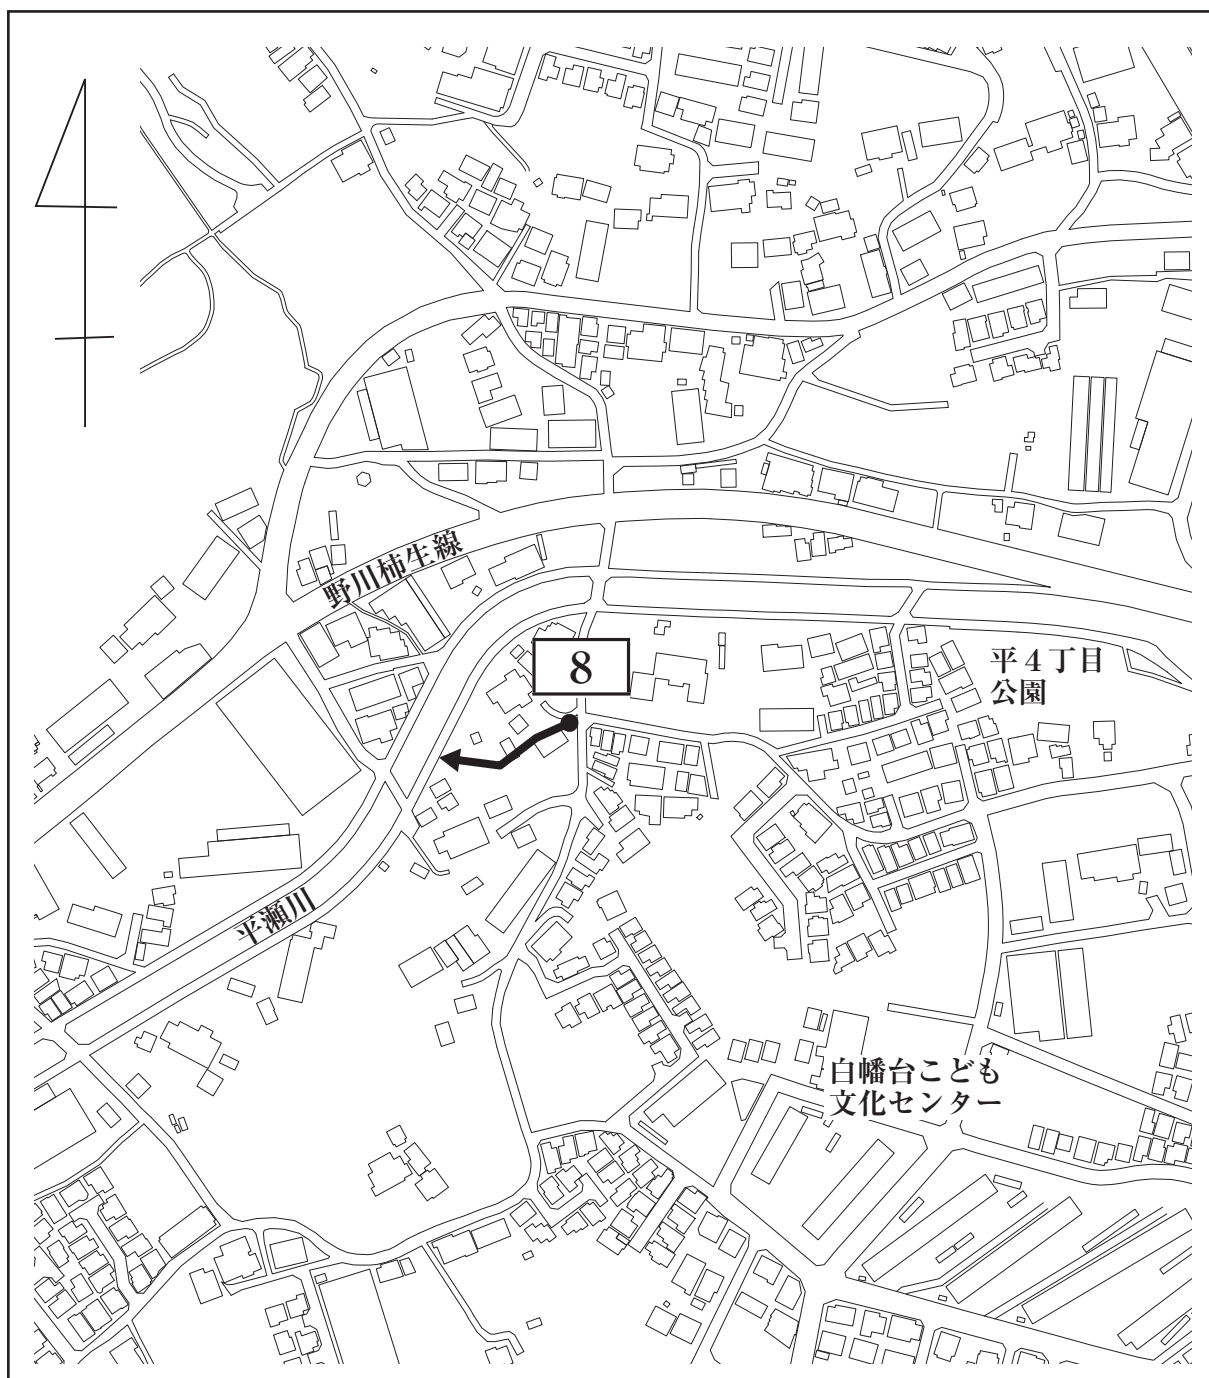 野川柿生線
8
平４丁目
公園
平瀬川
白幡台こども
文化センター